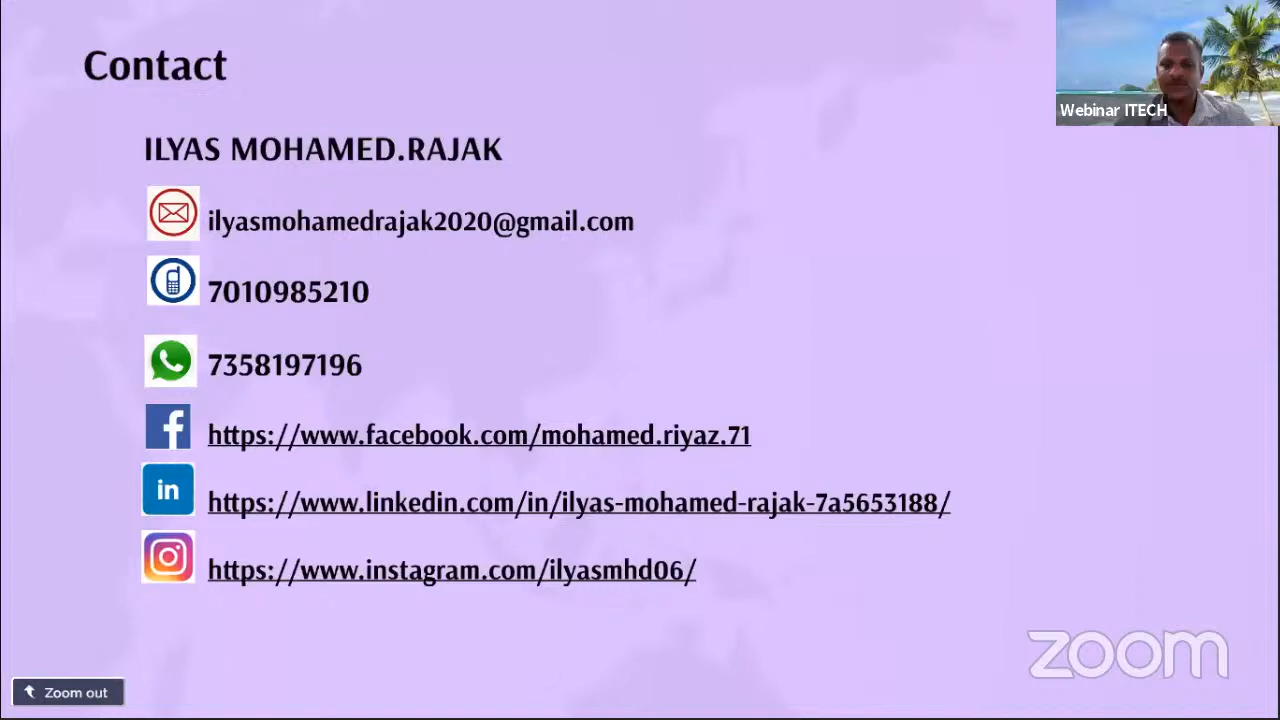 Contact
Webinar ITECH
ILYAS MOHAMED.RAJAK
ilyasmohamedrajak2020@gmail.com
7010985210
7358197196
f
https://www.facebook.com/mohamed.riyaz.71
in
https://www.linkedin.com/in/ilyas-mohamed-rajak-7a5653188/
https://www.instagram.com/ilyasmhd06/
zoom
Zoom out